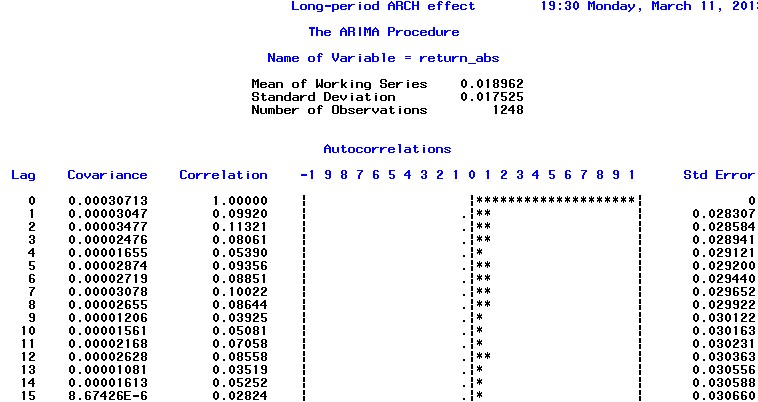 Long-period ARCH effect 19:30 Monday, March 11, 201
The ARIMA Procedure
Name of Variable = return_abs
Mean of Working Series 0.018962
Standard Deviation 0.017525
Number of Observations 1248
Autocorrelations
Lag Covariance Correlation -1 9 8 7 6 5 4 3 2 1 0 1 2 3 4 5 6 7 8 9 1 Std Error
0 0.00030713 1.00000 | |********************| 0
1 0.00003047 0.09920 | .|** | 0.028307
2 0.00003477 0.11321 | .|** | 0.028584
3 0.00002476 0.08061 | .|** | 0.028941
4 0.00001655 0.05390 | .|* | 0.029121
5 0.00002874 0.09356 | .|** | 0.029200
6 0.00002719 0.08851 | .|** | 0.029440
7 0.00003078 0.10022 | .|** | 0.029652
8 0.00002655 0.08644 | .|** | 0.029922
9 0.00001206 0.03925 | .|* | 0.030122
10 0.00001561 0.05081 | .|* | 0.030163
11 0.00002168 0.07058 | .|* | 0.030231
12 0.00002628 0.08558 | .|** | 0.030363
13 0.00001081 0.03519 | .|* | 0.030556
14 0.00001613 0.05252 | .|* | 0.030588
15 8.67426E-6 0.02824 | .|* | 0.030660